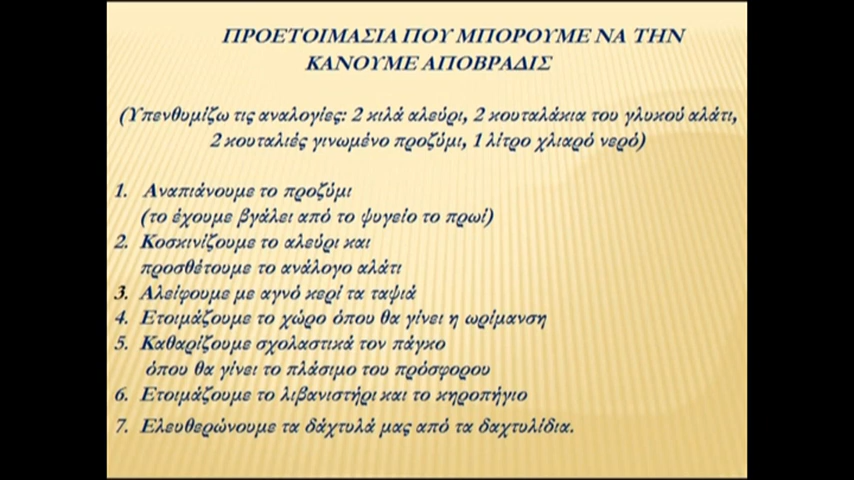 ΠΡΟΕΤΟΙΜΑΣΙΑ ΠΟΥ ΜΠΟΡΟΥΜΕ ΝΑ ΤΗΝ
ΚΑΝΟΥΜΕ ΑΠΟΒΡΑΔΙΣ
(Υπενθυμίζω τις αναλογίες: 2 κιλά αλεύρι, 2 κουταλάκια του γλυκού αλάτι,
2 κουταλιές γινωμένο προζύμι, 1 λίτρο χλιαρό νερό)
1. Αναπιάνουμε το προζύμι
(το έχουμε βγάλει από το ψυγείο το πρωί)
2. Κοσκινίζουμε το αλεύρι και
προσθέτουμε το ανάλογο αλάτι
3. Αλείφουμε με αγνό κερί τα ταψιά
4. Ετοιμάζουμε το χώρο όπου θα γίνει η ωρίμανση
5. Καθαρίζουμε σχολαστικά τον πάγκο
όπου θα γίνει το πλάσιμο του πρόσφορου
6. Ετοιμάζουμε το λιβανιστήρι και το κηροπήγιο
7. Ελευθερώνουμε τα δάχτυλά μας από τα δαχτυλίδια.